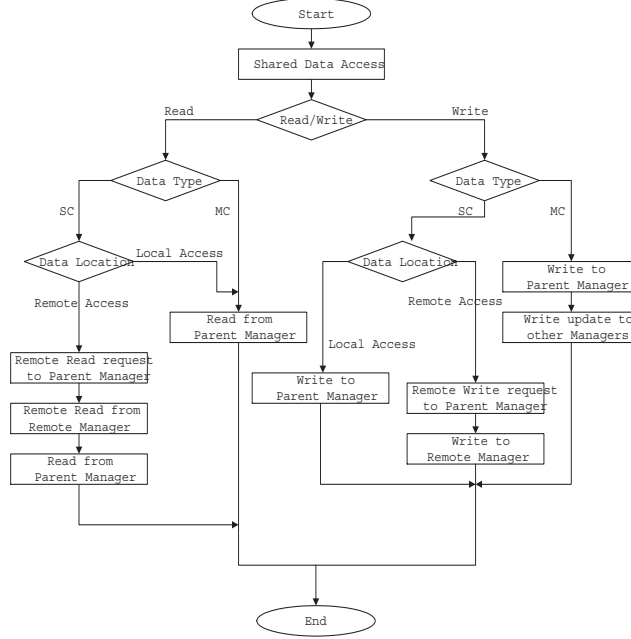 Start
Shared Data Access
Read/Write
Read
Write
Data Type
Data Type
SC
MC
SC
MC
Data Location
Local Access
Data Location
Write to
Parent Manager
Remote Access
Remote Access
Read from
Parent Manager
Write update to
other Managers
Local Access
Remote Read request
to Parent Manager
Write to
Parent Manager
Remote Write request
to Parent Manager
Remote Read from
Remote Manager
Write to
Remote Manager
Read from
Parent Manager
End